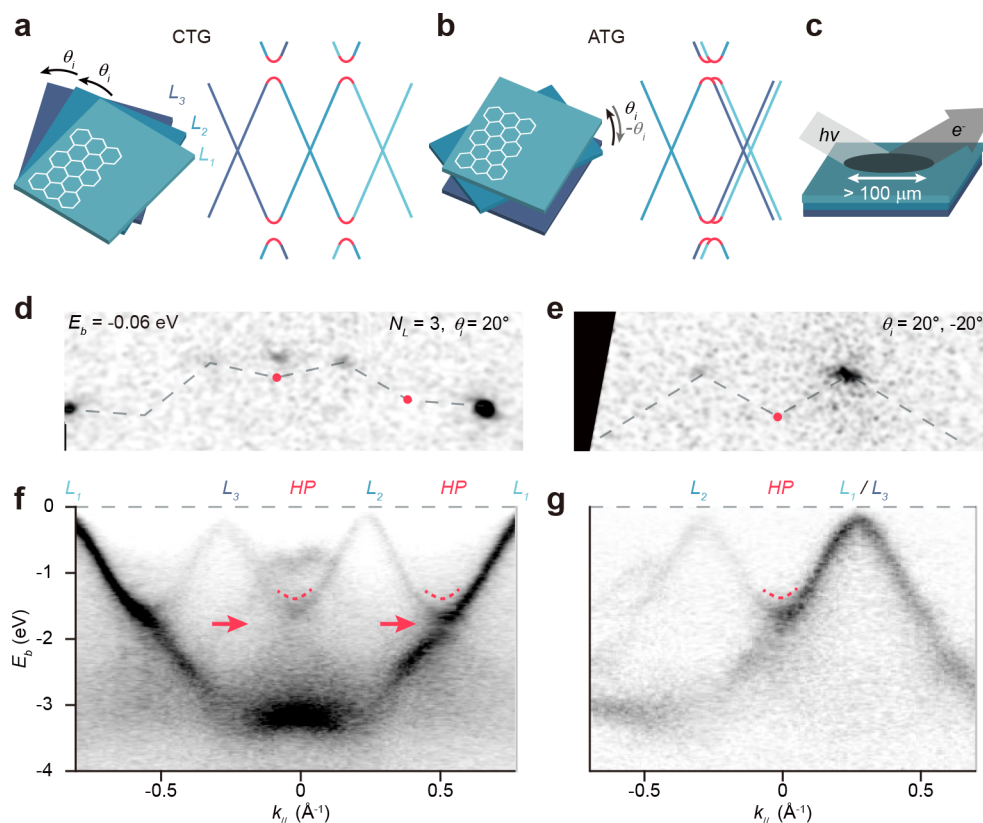 a
CTG
θi
θi
L3
L2
L1
b
ATG
θi
-θi
c
hν
e-
> 100 μm
d
Eb = -0.06 eV
NL = 3, θi = 20°
e
θi = 20°, -20°
f
L1
L3
HP
L2
HP
L1
0
-1
-2
-3
-4
Eb (eV)
-0.5
0
0.5
k// (Å-1)
g
L2
HP
L1 / L3
-0.5
0
0.5
k// (Å-1)